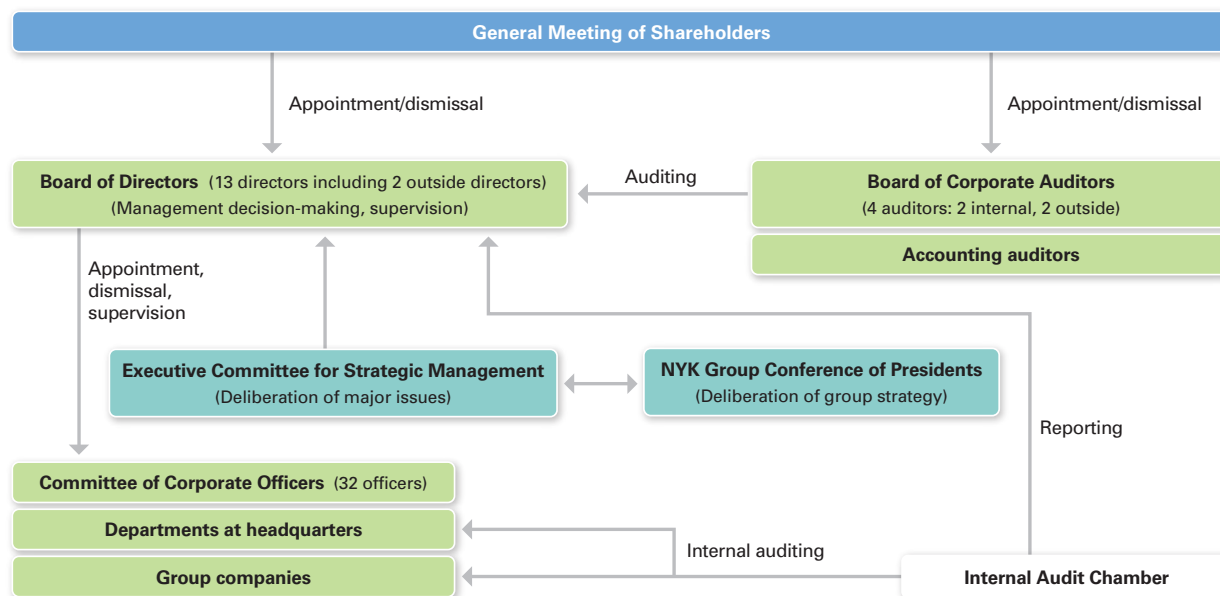 General Meeting of Shareholders
Appointment/dismissal
Appointment/dismissal
Board of Directors (13 directors including 2 outside directors)
(Management decision-making, supervision)
Auditing
Board of Corporate Auditors
(4 auditors: 2 internal, 2 outside)
Accounting auditors
Appointment,
dismissal,
supervision
Executive Committee for Strategic Management
(Deliberation of major issues)
NYK Group Conference of Presidents
(Deliberation of group strategy)
Reporting
Committee of Corporate Officers (32 officers)
Departments at headquarters
Internal auditing
Group companies
Internal Audit Chamber